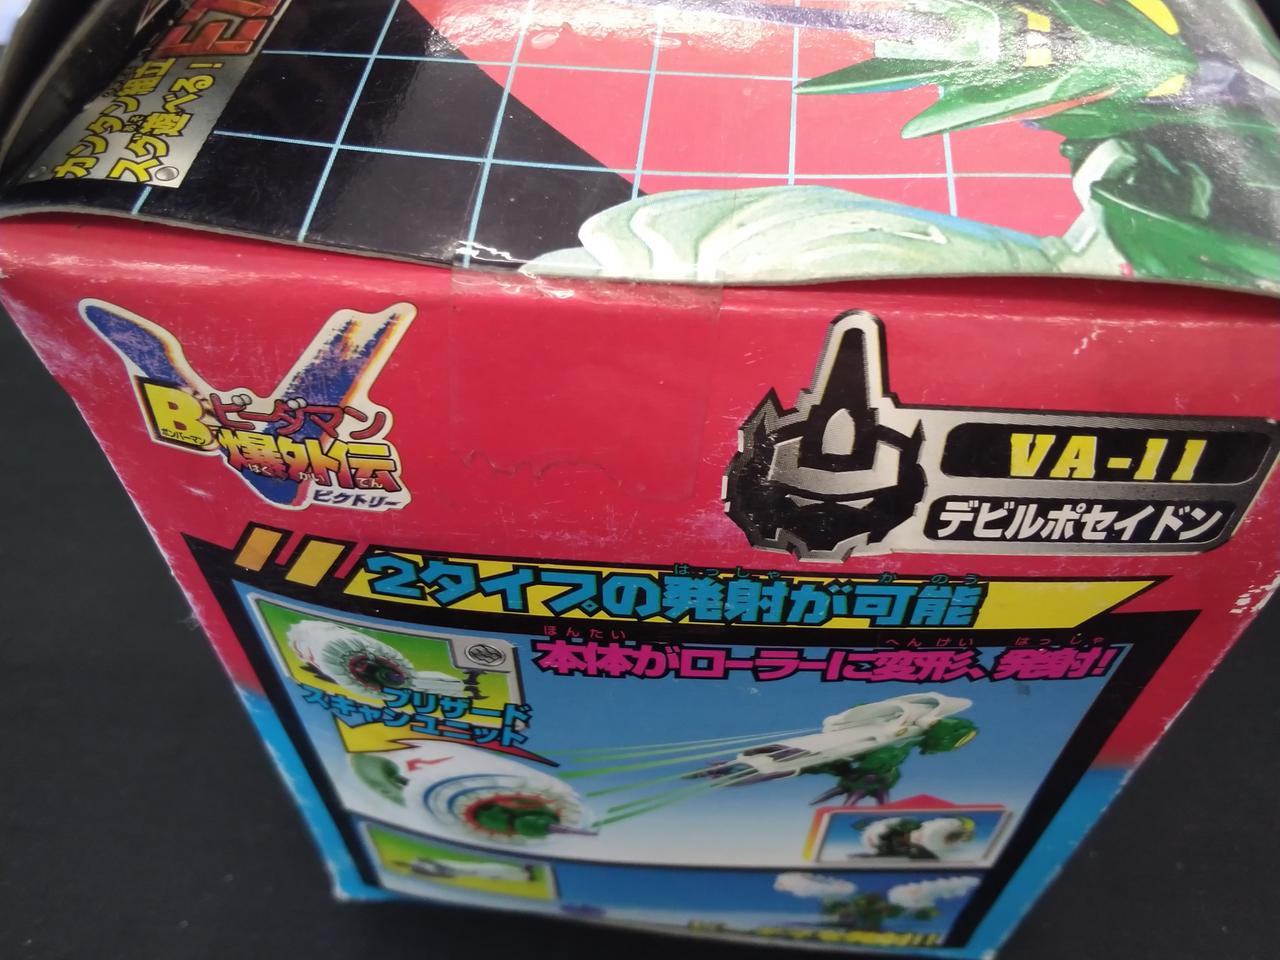 カンタン組立
スグ遊べる!
B
ボンバーマン
ビーダマン
爆外伝
ばくがいでん
ビクトリー
VA-11
デビルポセイドン
はっしゃ かのう
2タイプの発射が可能
ほんたい へんけい はっしゃ
本体がローラーに変形、発射!
ブリザード
スキャンユニット